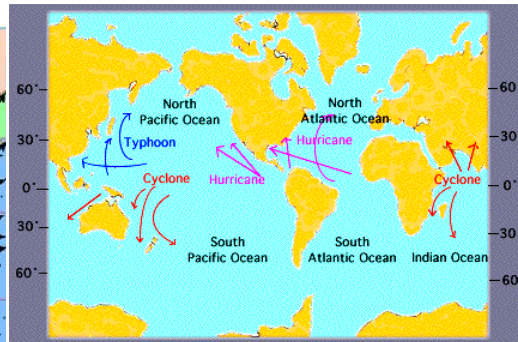 60°
30°
0°
30°
60°
North
Pacific Ocean
Typhoon
Cyclone
Hurricane
South
Pacific Ocean
North
Atlantic Ocean
Hurricane
South
Atlantic Ocean
Cyclone
Indian Ocean
60°
30°
0°
30°
60°